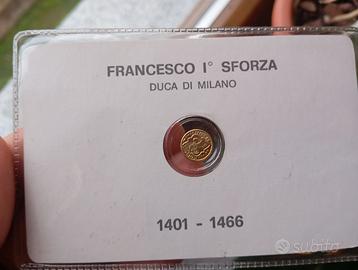 FRANCESCO I° SFORZA
DUCA DI MILANO
1401 - 1466
subito